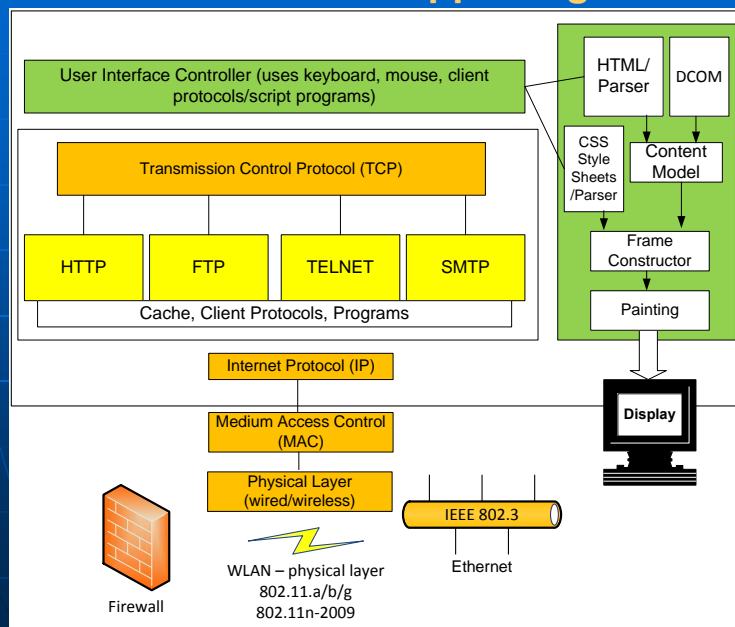 User Interface Controller (uses keyboard, mouse, client
protocols/script programs)
HTML/
Parser
DCOM
CSS
Style
Sheets
/Parser
Content
Model
Frame
Constructor
Painting
Display
Transmission Control Protocol (TCP)
HTTP
FTP
TELNET
SMTP
Cache, Client Protocols, Programs
Internet Protocol (IP)
Medium Access Control
(MAC)
Physical Layer
(wired/wireless)
IEEE 802.3
Ethernet
WLAN – physical layer
802.11.a/b/g
802.11n-2009
Firewall